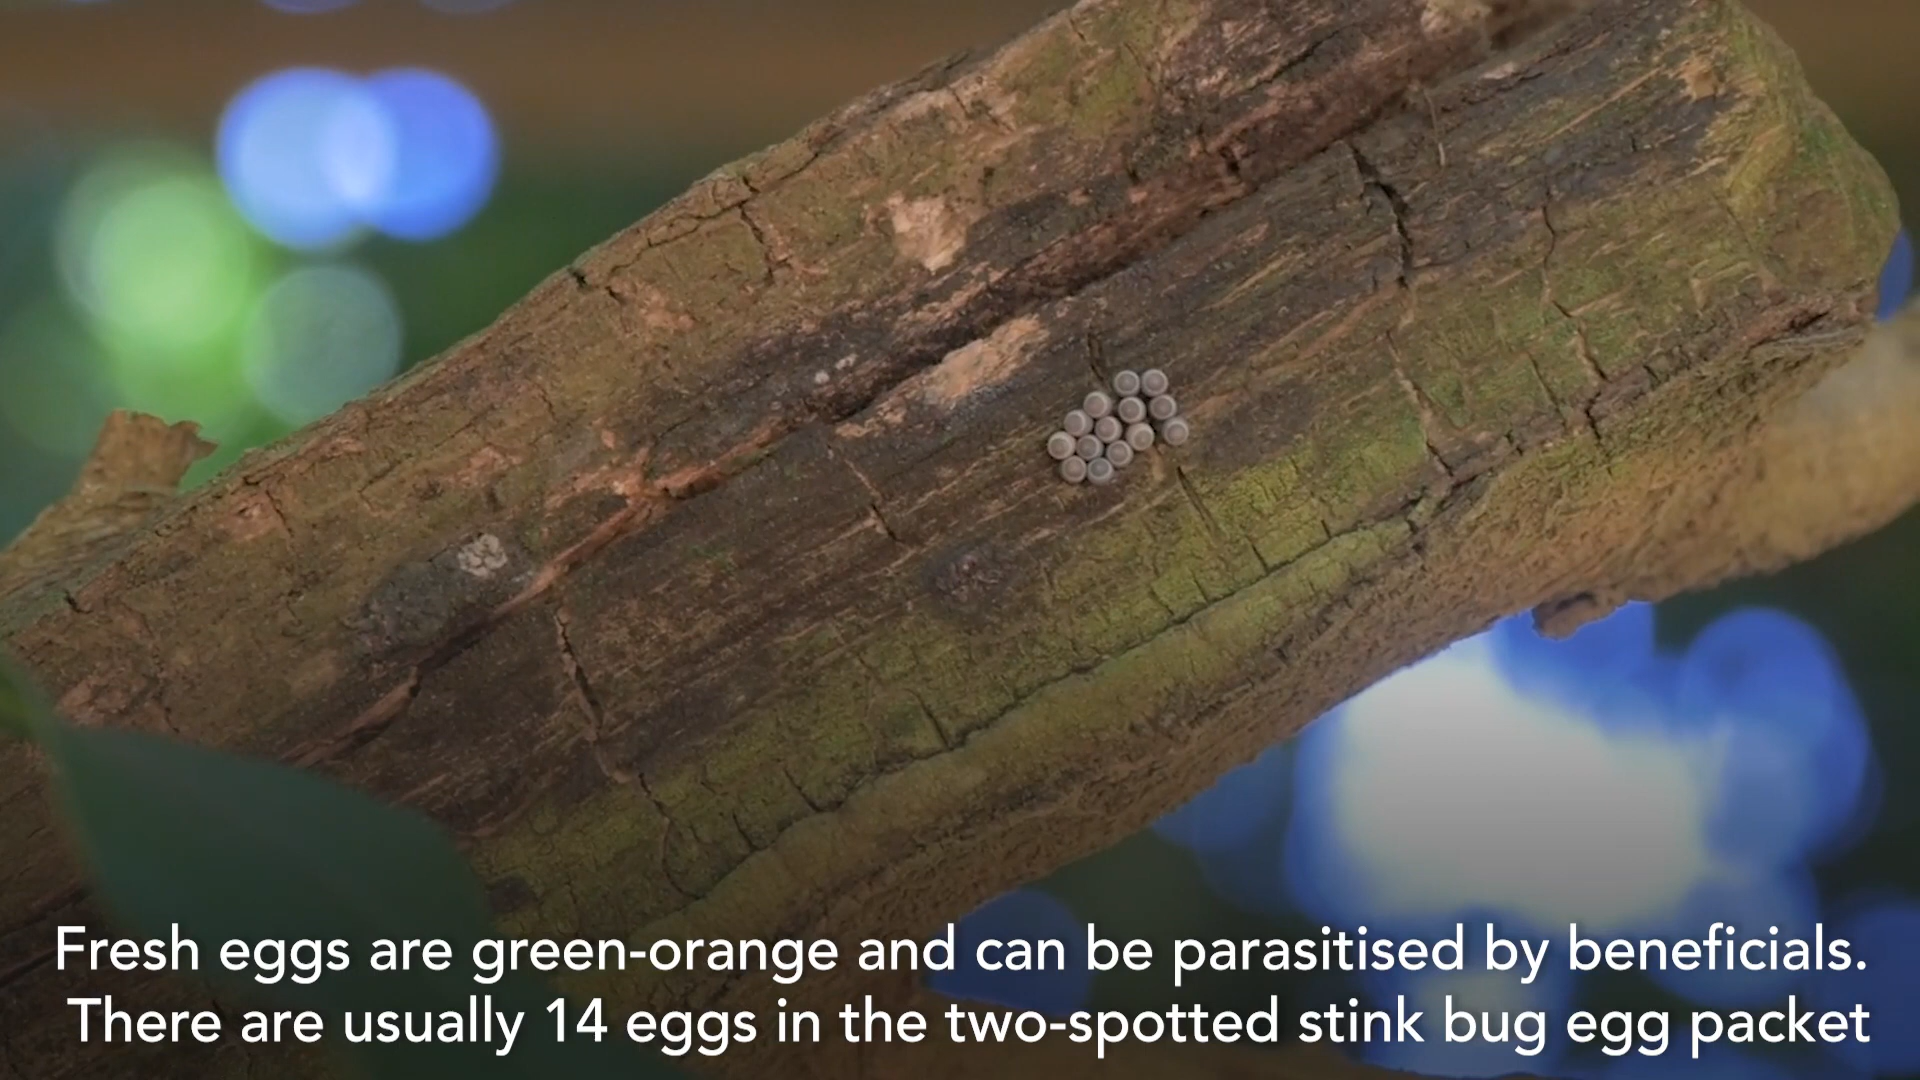 Fresh eggs are green-orange and can be parasitised by beneficials.
There are usually 14 eggs in the two-spotted stink bug egg packet